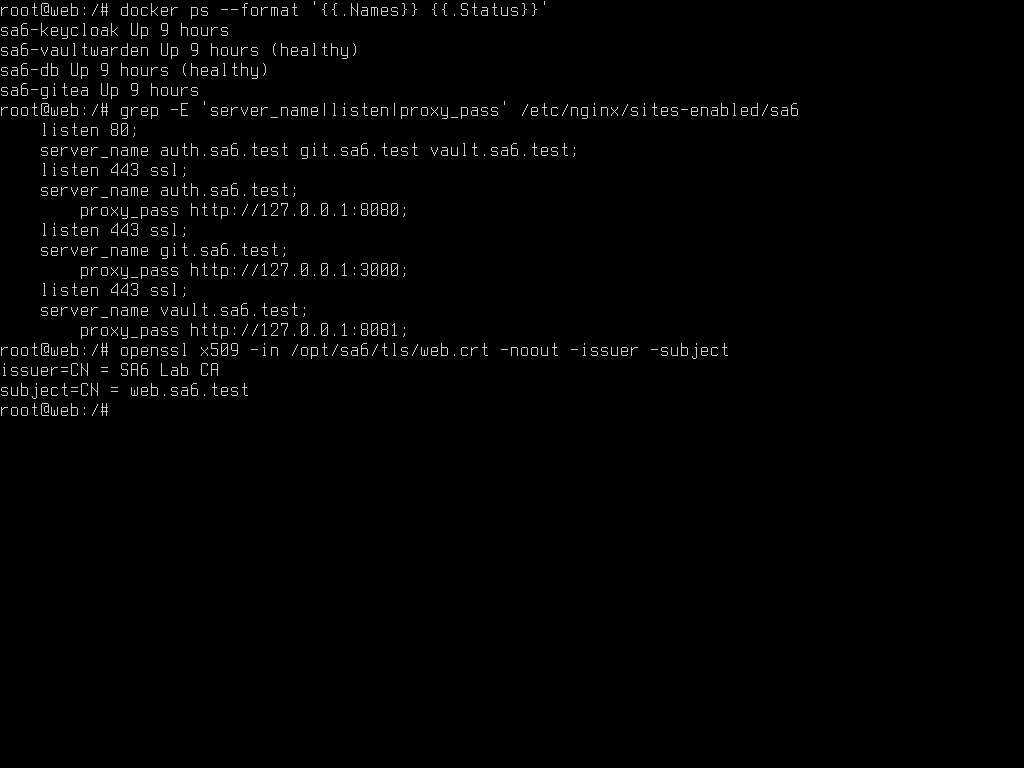 root@web:/# docker ps --format '{{.Names}} {{.Status}}'
sa6-keycloak Up 9 hours
sa6-vaultwarden Up 9 hours (healthy)
sa6-db Up 9 hours (healthy)
sa6-gitea Up 9 hours
root@web:/# grep -E 'server_name|listen|proxy_pass' /etc/nginx/sites-enabled/sa6
    listen 80;
    server_name auth.sa6.test git.sa6.test vault.sa6.test;
    listen 443 ssl;
    server_name auth.sa6.test;
        proxy_pass http://127.0.0.1:8080;
    listen 443 ssl;
    server_name git.sa6.test;
        proxy_pass http://127.0.0.1:3000;
    listen 443 ssl;
    server_name vault.sa6.test;
        proxy_pass http://127.0.0.1:8081;
root@web:/# openssl x509 -in /opt/sa6/tls/web.crt -noout -issuer -subject
issuer=CN = SA6 Lab CA
subject=CN = web.sa6.test
root@web:/#